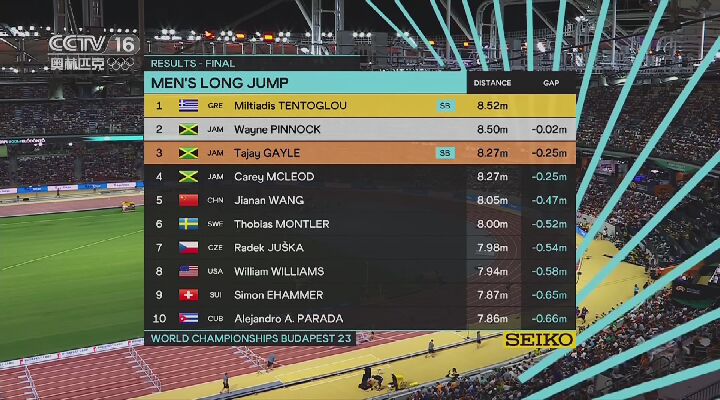 CCTV 16
奥林匹克
RESULTS - FINAL
MEN'S LONG JUMP DISTANCE GAP
1 GRE Miltiadis TENTOGLOU SB 8.52m
2 JAM Wayne PINNOCK 8.50m -0.02m
3 JAM Tajay GAYLE SB 8.27m -0.25m
4 JAM Carey MCLEOD 8.27m -0.25m
5 CHN Jianan WANG 8.05m -0.47m
6 SWE Thobias MONTLER 8.00m -0.52m
7 CZE Radek JUŠKA 7.98m -0.54m
8 USA William WILLIAMS 7.94m -0.58m
9 SUI Simon EHAMMER 7.87m -0.65m
10 CUB Alejandro A. PARADA 7.86m -0.66m
WORLD CHAMPIONSHIPS BUDAPEST 23 SEIKO